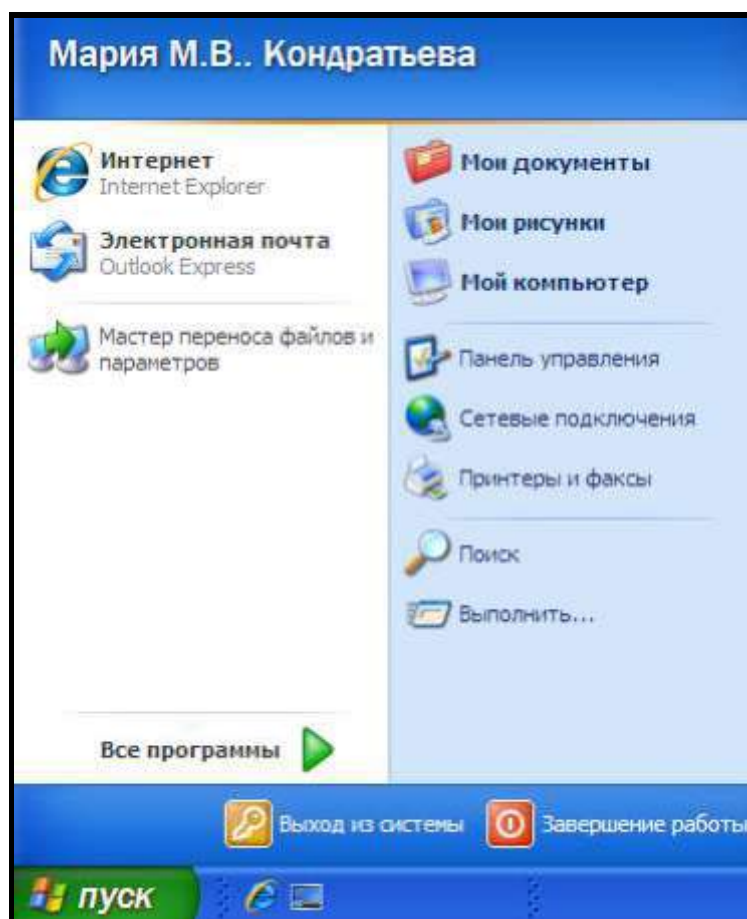 Мария М.В.. Кондратьева
Интернет
Internet Explorer
Электронная почта
Outlook Express
Мастер переноса файлов и
параметров
Все программы
Мои документы
Мои рисунки
Мой компьютер
Панель управления
Сетевые подключения
Принтеры и факсы
Поиск
Выполнить...
Выход из системы
Завершение работы
пуск